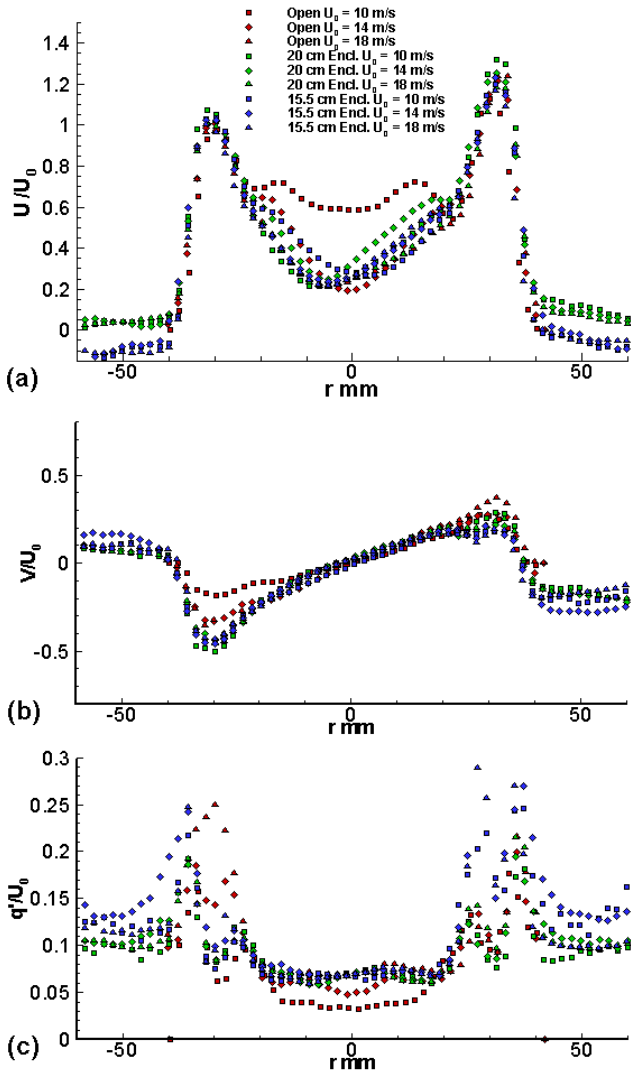 Open U₀ = 10 m/s
Open U₀ = 14 m/s
Open U₀ = 18 m/s
20 cm Encl. U₀ = 10 m/s
20 cm Encl. U₀ = 14 m/s
20 cm Encl. U₀ = 18 m/s
15.5 cm Encl. U₀ = 10 m/s
15.5 cm Encl. U₀ = 14 m/s
15.5 cm Encl. U₀ = 18 m/s
1.4
1.2
1
0.8
0.6
0.4
0.2
0
U/U₀
-50
0
50
r mm
(a)
0.5
0
-0.5
V/U₀
-50
0
50
r mm
(b)
0.3
0.25
0.2
0.15
0.1
0.05
0
q'/U₀
-50
0
50
r mm
(c)